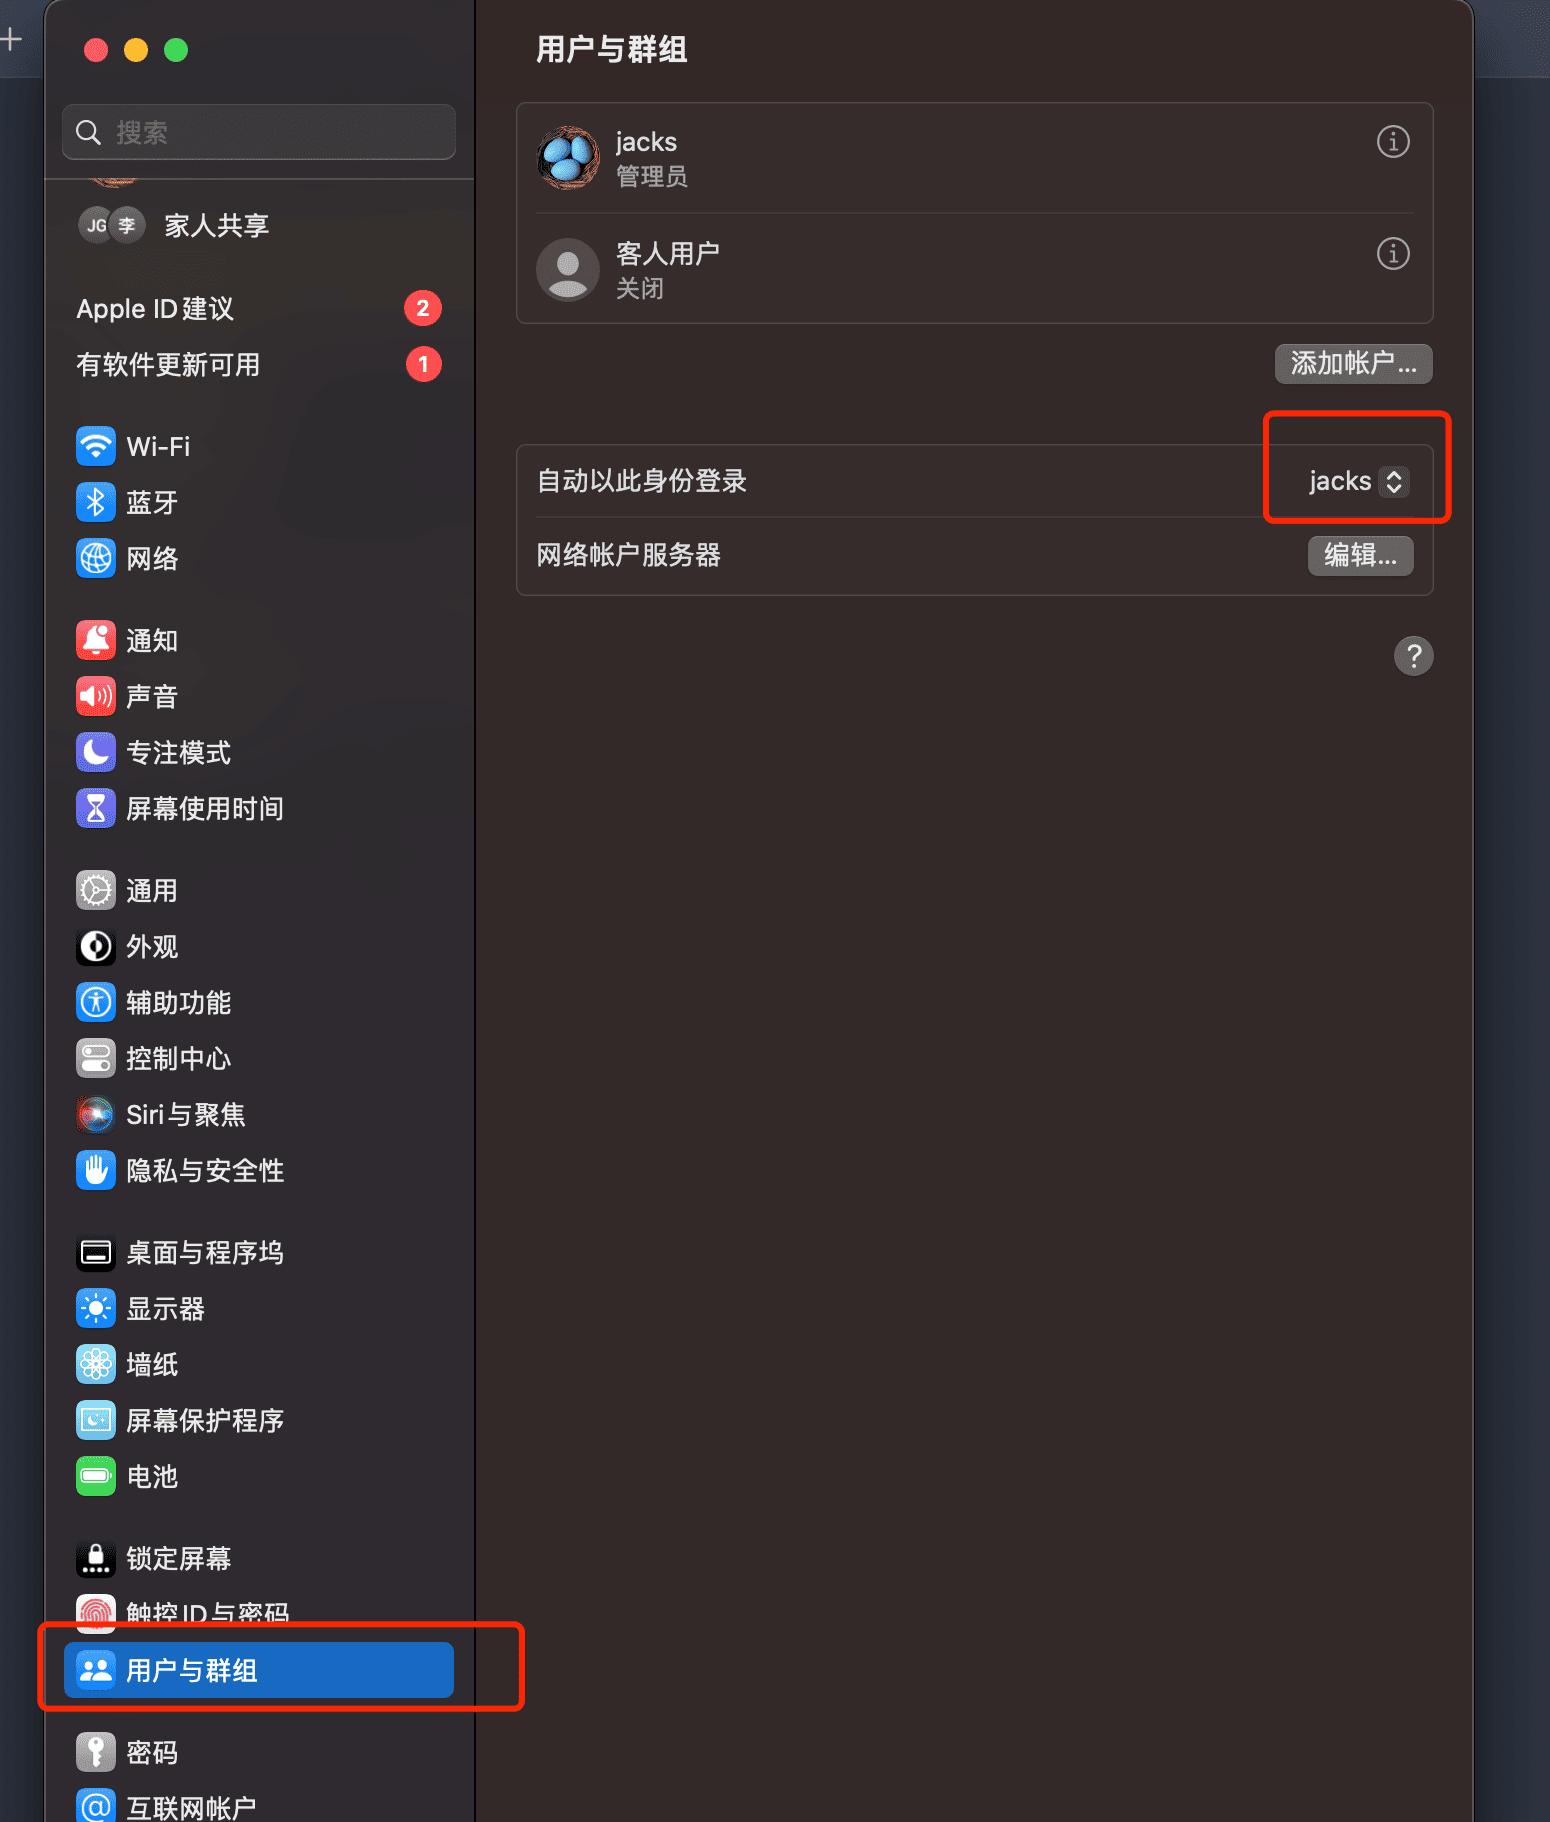 用户与群组
搜索
JG 李 家人共享
Apple ID建议 2
有软件更新可用 1
Wi-Fi
蓝牙
网络
通知
声音
专注模式
屏幕使用时间
通用
外观
辅助功能
控制中心
Siri与聚焦
隐私与安全性
桌面与程序坞
显示器
墙纸
屏幕保护程序
电池
锁定屏幕
触控ID与密码
用户与群组
密码
互联网帐户
jacks
管理员
客人用户
关闭
添加帐户...
自动以此身份登录 jacks
网络帐户服务器 编辑...
?